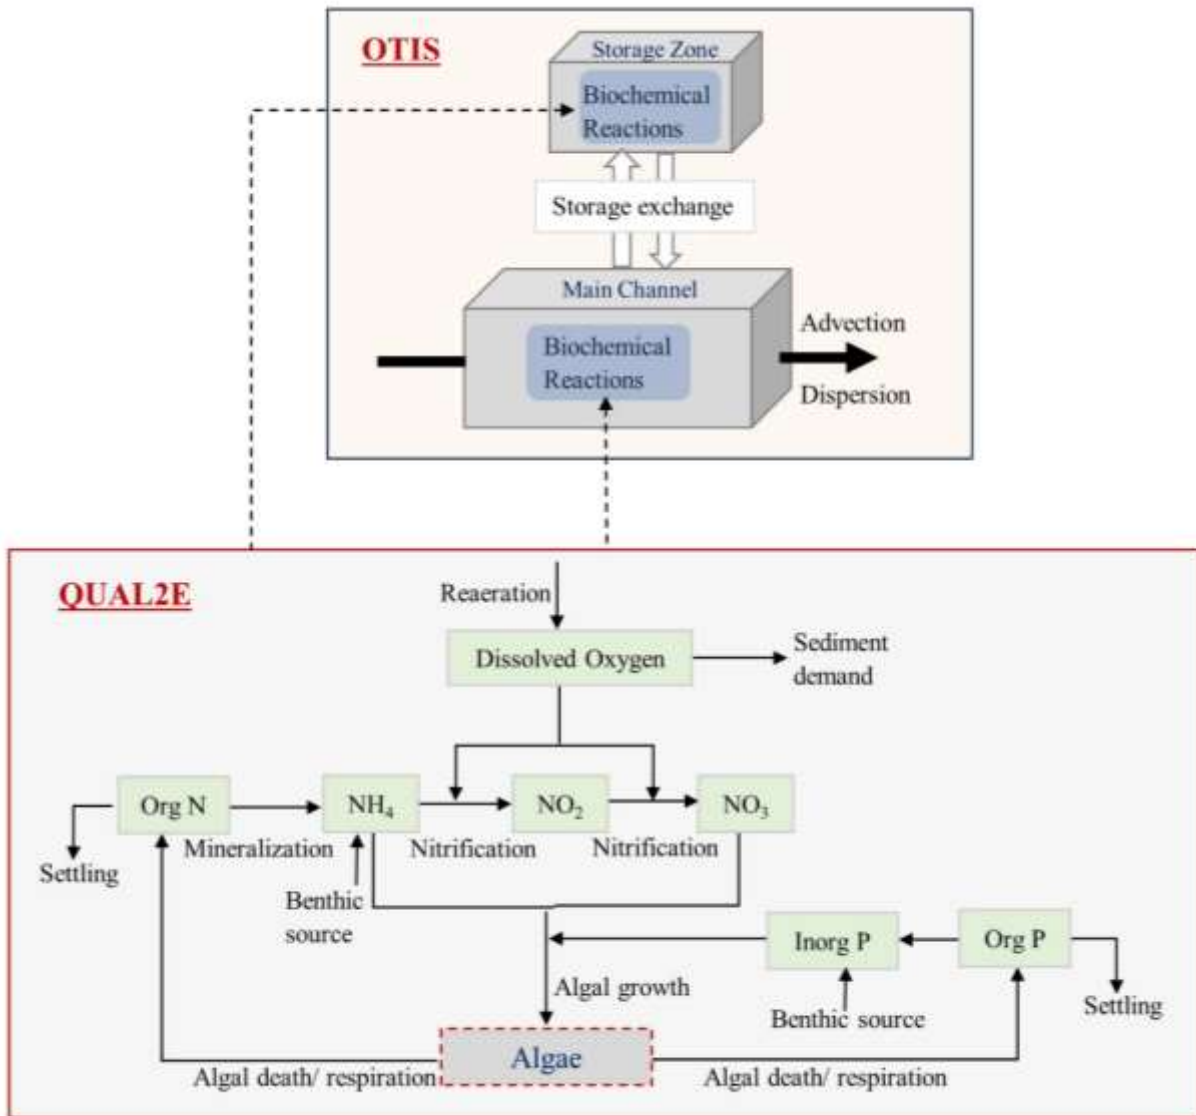 OTIS
Storage Zone
Biochemical
Reactions
Storage exchange
Main Channel
Biochemical
Reactions
Advection
Dispersion
QUAL2E
Reaeration
Dissolved Oxygen
Sediment
demand
Org N
NH₄
NO₂
NO₃
Mineralization
Nitrification
Nitrification
Settling
Benthic
source
Inorg P
Org P
Algal growth
Benthic source
Settling
Algae
Algal death/ respiration
Algal death/ respiration